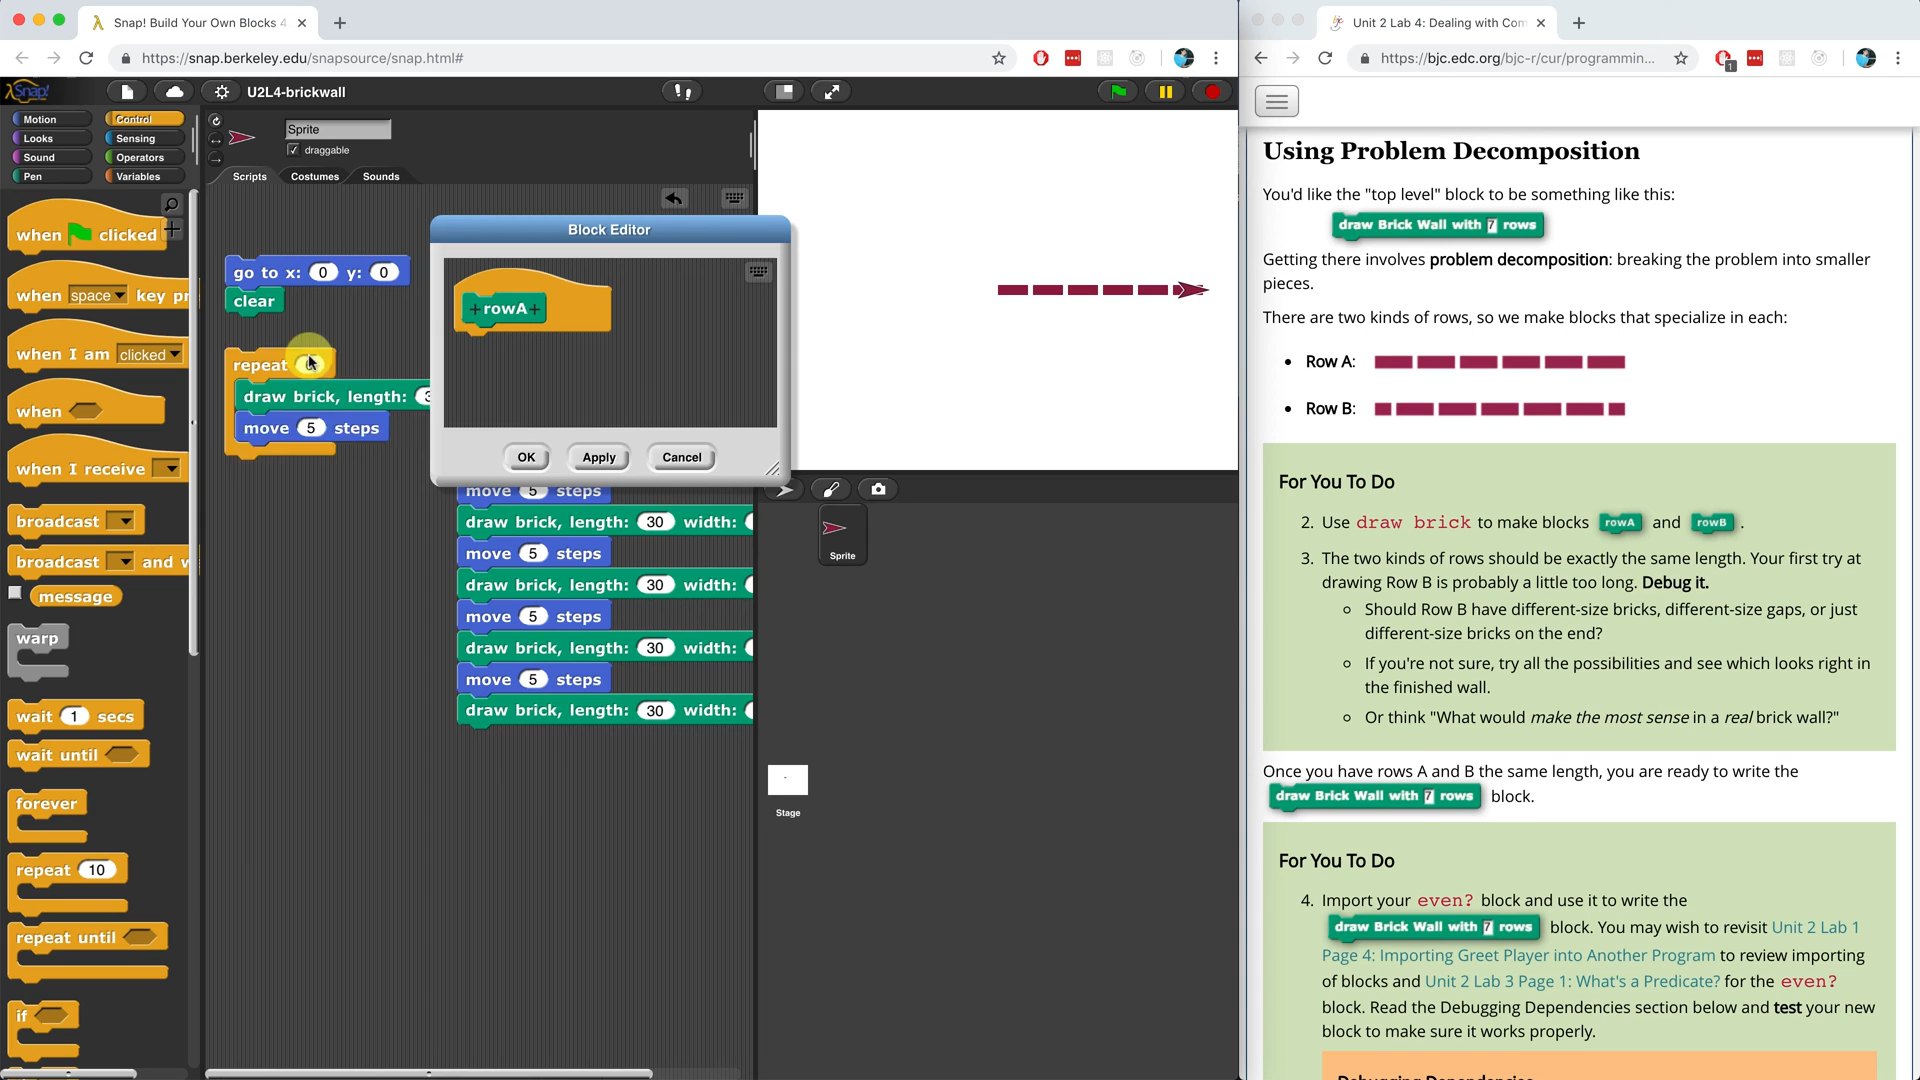 Snap! Build Your Own Blocks 4
https://snap.berkeley.edu/snapsource/snap.html#
Snap!
U2L4-brickwall
Motion
Control
Looks
Sensing
Sound
Operators
Pen
Variables
Sprite
draggable
Scripts
Costumes
Sounds
when clicked
when space key pr
when I am clicked
when
when I receive
broadcast
broadcast and w
message
warp
wait 1 secs
wait until
forever
repeat 10
repeat until
if
go to x: 0 y: 0
clear
repeat
draw brick, length: 3
move 5 steps
Block Editor
+ rowA +
OK
Apply
Cancel
move 5 steps
draw brick, length: 30 width:
move 5 steps
draw brick, length: 30 width:
move 5 steps
draw brick, length: 30 width:
move 5 steps
draw brick, length: 30 width:
Sprite
Stage
Unit 2 Lab 4: Dealing with Com
https://bjc.edc.org/bjc-r/cur/programmin...
1
Using Problem Decomposition
You'd like the "top level" block to be something like this:
draw Brick Wall with 7 rows
Getting there involves problem decomposition: breaking the problem into smaller
pieces.
There are two kinds of rows, so we make blocks that specialize in each:
• Row A:
• Row B:
For You To Do
2. Use draw brick to make blocks rowA and rowB .
3. The two kinds of rows should be exactly the same length. Your first try at
drawing Row B is probably a little too long. Debug it.
Should Row B have different-size bricks, different-size gaps, or just
different-size bricks on the end?
If you're not sure, try all the possibilities and see which looks right in
the finished wall.
Or think "What would make the most sense in a real brick wall?"
Once you have rows A and B the same length, you are ready to write the
draw Brick Wall with 7 rows block.
For You To Do
4. Import your even? block and use it to write the
draw Brick Wall with 7 rows block. You may wish to revisit Unit 2 Lab 1
Page 4: Importing Greet Player into Another Program to review importing
of blocks and Unit 2 Lab 3 Page 1: What's a Predicate? for the even?
block. Read the Debugging Dependencies section below and test your new
block to make sure it works properly.
Debugging Dependencies